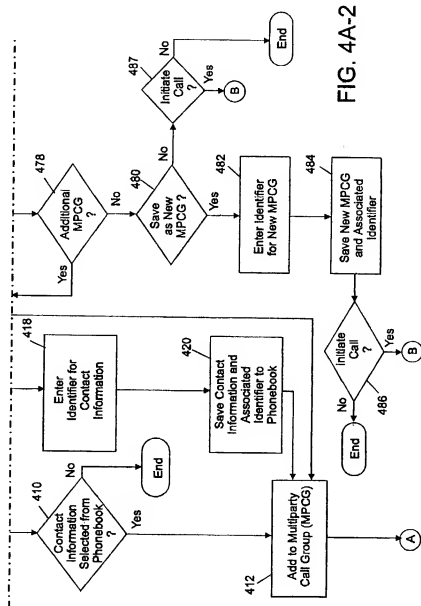 410
Contact
Information
Selected from
Phonebook
?
No
End
Yes
418
Enter
Identifier for
Contact
Information
420
Save Contact
Information and
Associated
Identifier to
Phonebook
412
Add to Multiparty
Call Group (MPCG)
A
478
Additional
MPCG
?
Yes
No
480
Save
as New
MPCG ?
No
Yes
487
Initiate
Call
?
No
End
Yes
B
482
Enter Identifier
for New MPCG
484
Save New MPCG
and Associated
Identifier
486
Initiate
Call
?
No
End
Yes
B
FIG. 4A-2